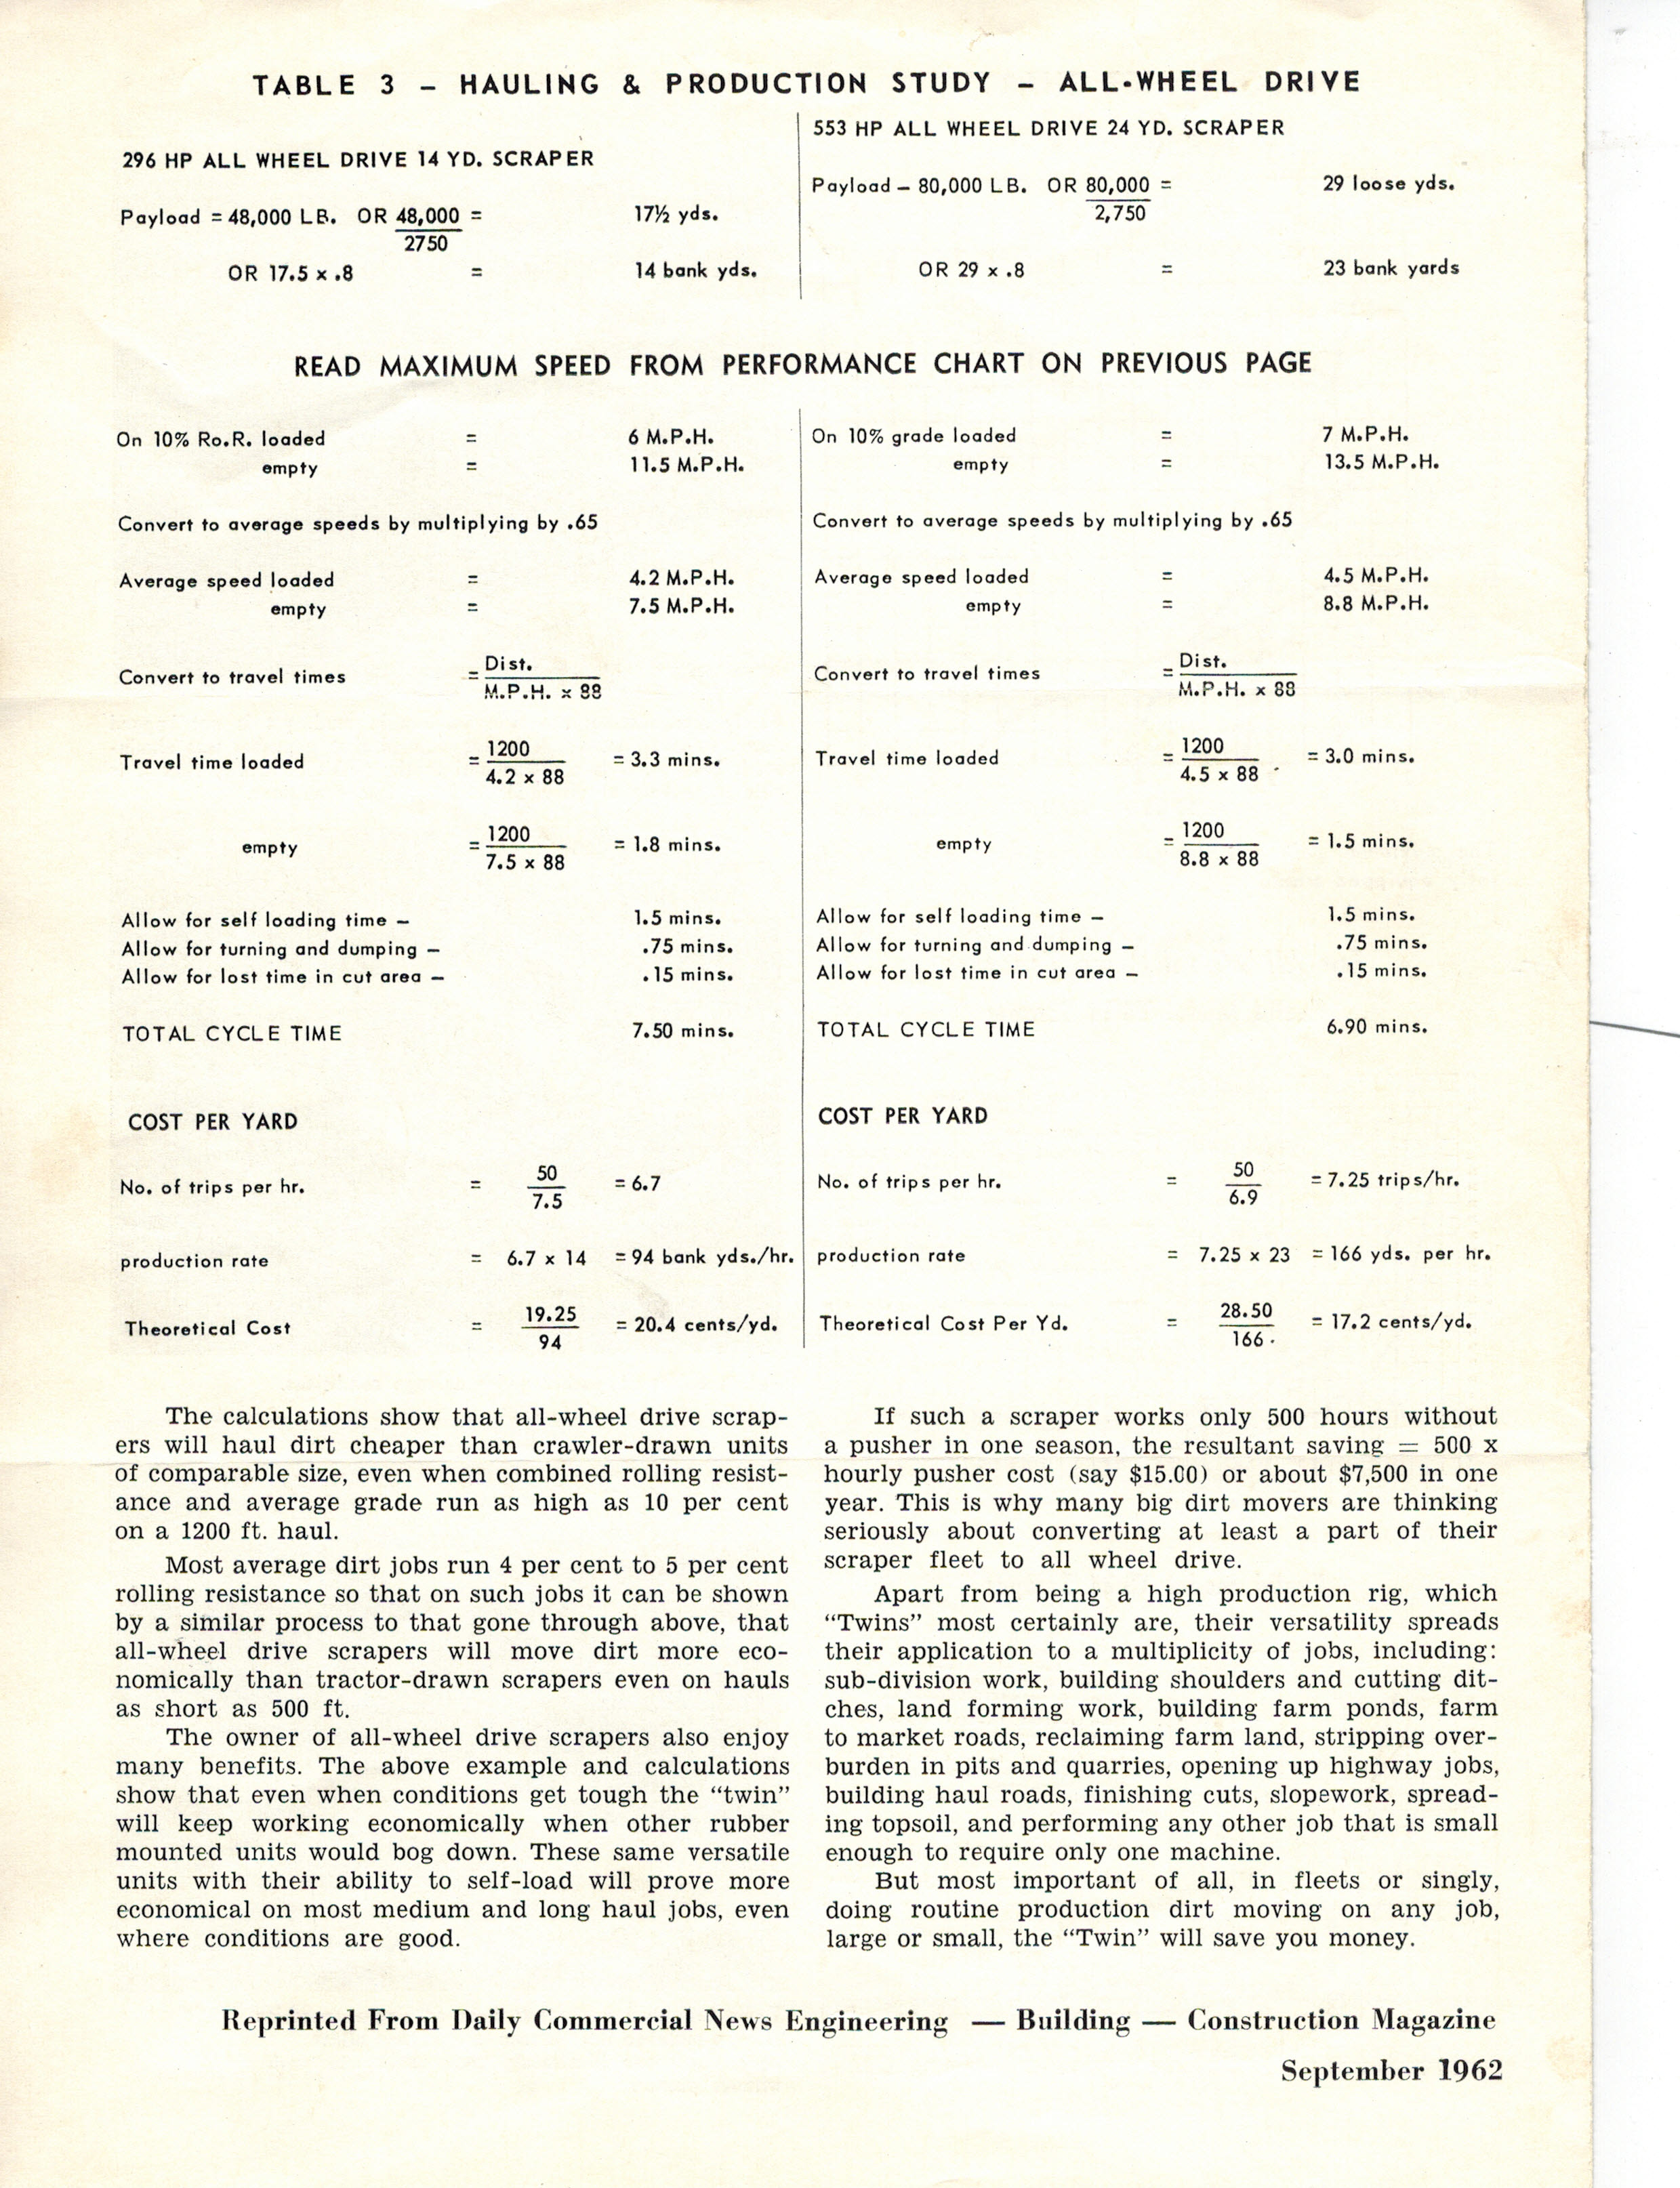 TABLE 3 – HAULING & PRODUCTION STUDY – ALL-WHEEL DRIVE
296 HP ALL WHEEL DRIVE 14 YD. SCRAPER
Payload = 48,000 LB. OR 48,000 = 17½ yds.
2750
OR 17.5 x .8 = 14 bank yds.
553 HP ALL WHEEL DRIVE 24 YD. SCRAPER
Payload – 80,000 LB. OR 80,000 = 29 loose yds.
2,750
OR 29 x .8 = 23 bank yards
READ MAXIMUM SPEED FROM PERFORMANCE CHART ON PREVIOUS PAGE
On 10% Ro.R. loaded = 6 M.P.H.
empty = 11.5 M.P.H.
Convert to average speeds by multiplying by .65
Average speed loaded = 4.2 M.P.H.
empty = 7.5 M.P.H.
Convert to travel times = Dist.
M.P.H. x 88
Travel time loaded = 1200 = 3.3 mins.
4.2 x 88
empty = 1200 = 1.8 mins.
7.5 x 88
Allow for self loading time – 1.5 mins.
Allow for turning and dumping – .75 mins.
Allow for lost time in cut area – .15 mins.
TOTAL CYCLE TIME 7.50 mins.
COST PER YARD
No. of trips per hr. = 50 = 6.7
7.5
production rate = 6.7 x 14 = 94 bank yds./hr.
Theoretical Cost = 19.25 = 20.4 cents/yd.
94
On 10% grade loaded = 7 M.P.H.
empty = 13.5 M.P.H.
Convert to average speeds by multiplying by .65
Average speed loaded = 4.5 M.P.H.
empty = 8.8 M.P.H.
Convert to travel times = Dist.
M.P.H. x 88
Travel time loaded = 1200 = 3.0 mins.
4.5 x 88
empty = 1200 = 1.5 mins.
8.8 x 88
Allow for self loading time – 1.5 mins.
Allow for turning and dumping – .75 mins.
Allow for lost time in cut area – .15 mins.
TOTAL CYCLE TIME 6.90 mins.
COST PER YARD
No. of trips per hr. = 50 = 7.25 trips/hr.
6.9
production rate = 7.25 x 23 = 166 yds. per hr.
Theoretical Cost Per Yd. = 28.50 = 17.2 cents/yd.
166.
The calculations show that all-wheel drive scrap-
ers will haul dirt cheaper than crawler-drawn units
of comparable size, even when combined rolling resist-
ance and average grade run as high as 10 per cent
on a 1200 ft. haul.
Most average dirt jobs run 4 per cent to 5 per cent
rolling resistance so that on such jobs it can be shown
by a similar process to that gone through above, that
all-wheel drive scrapers will move dirt more eco-
nomically than tractor-drawn scrapers even on hauls
as short as 500 ft.
The owner of all-wheel drive scrapers also enjoy
many benefits. The above example and calculations
show that even when conditions get tough the “twin”
will keep working economically when other rubber
mounted units would bog down. These same versatile
units with their ability to self-load will prove more
economical on most medium and long haul jobs, even
where conditions are good.
If such a scraper works only 500 hours without
a pusher in one season, the resultant saving = 500 x
hourly pusher cost (say $15.00) or about $7,500 in one
year. This is why many big dirt movers are thinking
seriously about converting at least a part of their
scraper fleet to all wheel drive.
Apart from being a high production rig, which
“Twins” most certainly are, their versatility spreads
their application to a multiplicity of jobs, including:
sub-division work, building shoulders and cutting dit-
ches, land forming work, building farm ponds, farm
to market roads, reclaiming farm land, stripping over-
burden in pits and quarries, opening up highway jobs,
building haul roads, finishing cuts, slopework, spread-
ing topsoil, and performing any other job that is small
enough to require only one machine.
But most important of all, in fleets or singly,
doing routine production dirt moving on any job,
large or small, the “Twin” will save you money.
Reprinted From Daily Commercial News Engineering — Building — Construction Magazine
September 1962